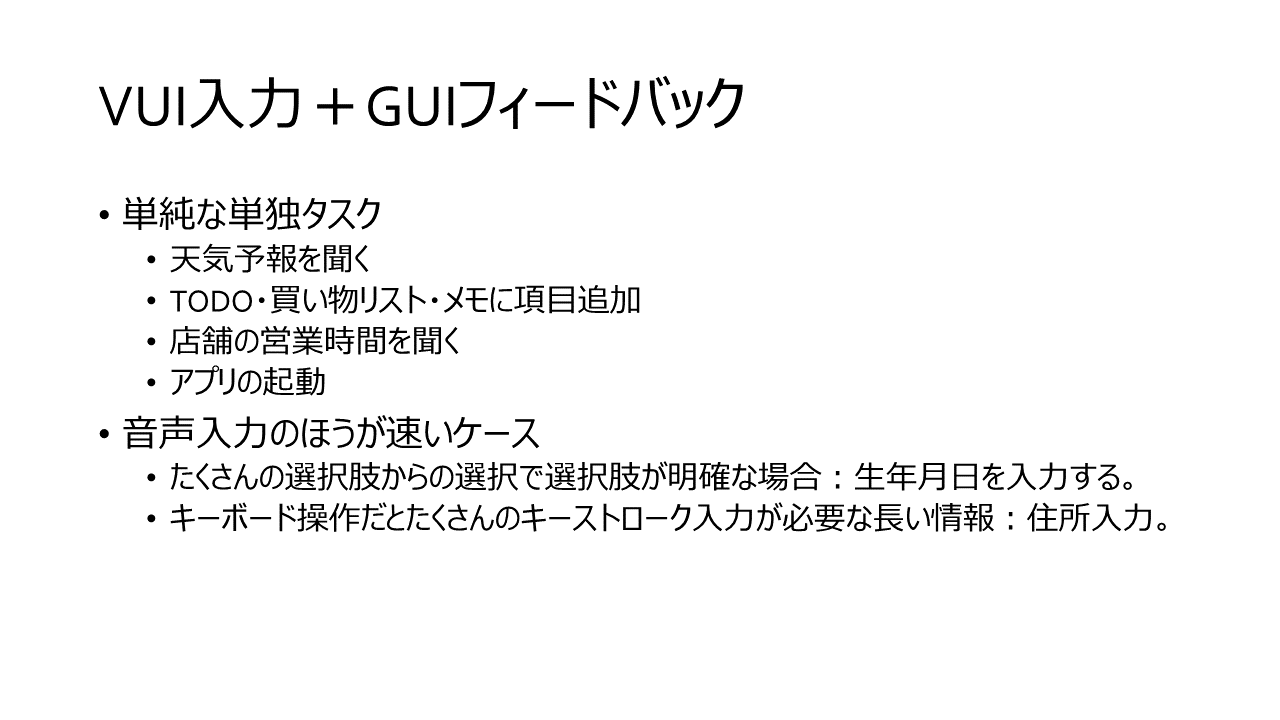 VUI入力＋GUIフィードバック
• 単純な単独タスク
• 天気予報を聞く
• TODO・買い物リスト・メモに項目追加
• 店舗の営業時間を聞く
• アプリの起動
• 音声入力のほうが速いケース
• たくさんの選択肢からの選択で選択肢が明確な場合：生年月日を入力する。
• キーボード操作だとたくさんのキーストローク入力が必要な長い情報：住所入力。